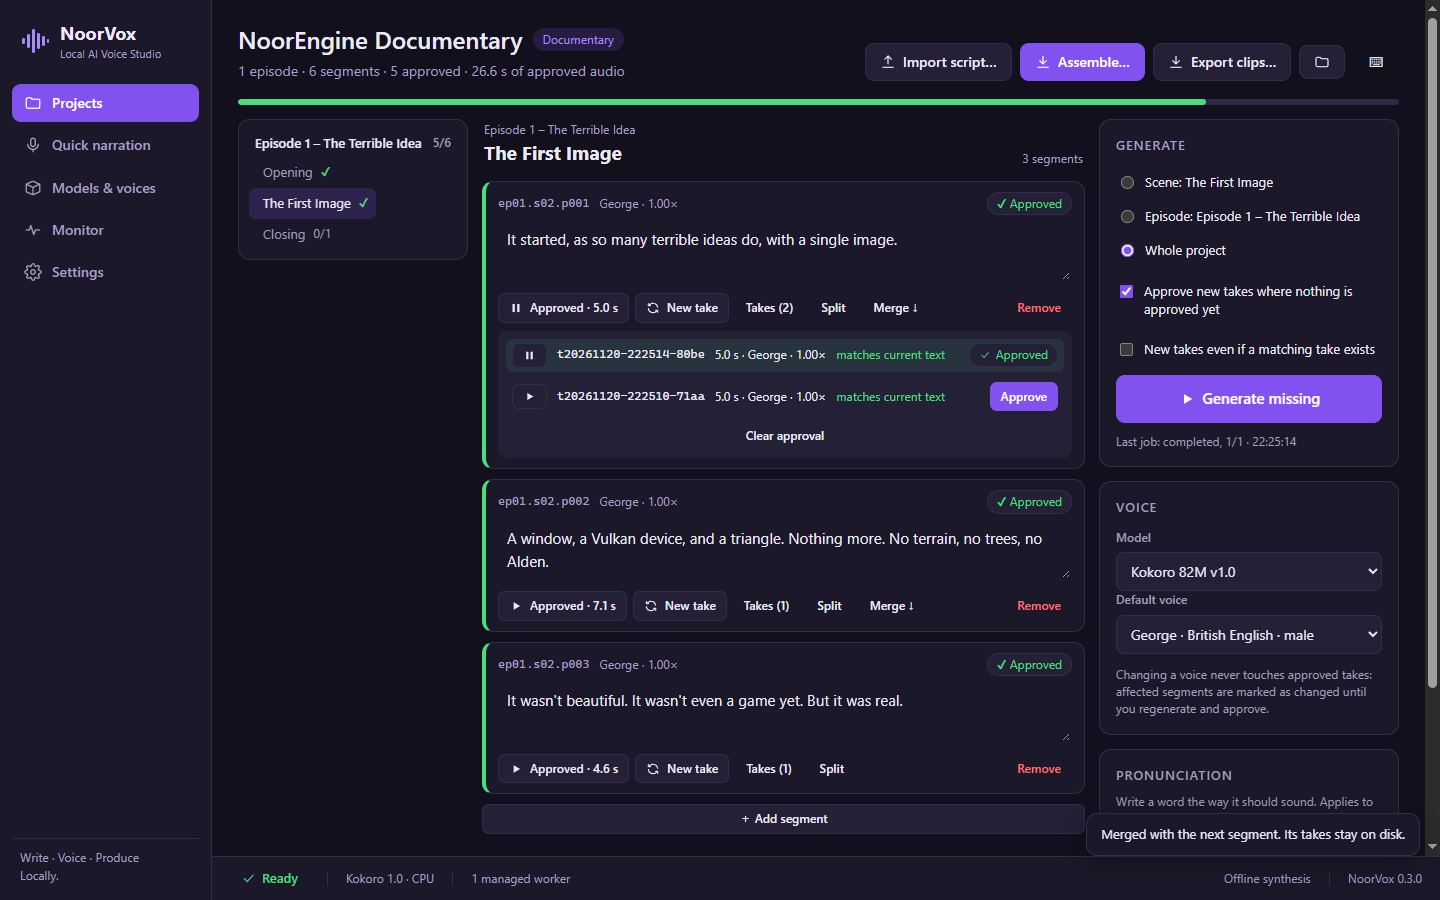 NoorVox
Local AI Voice Studio
Projects
Quick narration
Models & voices
Monitor
Settings
Write · Voice · Produce
Locally.
NoorEngine Documentary
Documentary
1 episode · 6 segments · 5 approved · 26.6 s of approved audio
Import script...
Assemble...
Export clips...
Episode 1 – The Terrible Idea 5/6
Opening ✓
The First Image ✓
Closing 0/1
Episode 1 – The Terrible Idea
The First Image
3 segments
ep01.s02.p001 George · 1.00×
✓ Approved
It started, as so many terrible ideas do, with a single image.
Approved · 5.0 s
New take
Takes (2)
Split
Merge ↓
Remove
t20261120-222514-80be 5.0 s · George · 1.00× matches current text ✓ Approved
t20261120-222510-71aa 5.0 s · George · 1.00× matches current text Approve
Clear approval
ep01.s02.p002 George · 1.00×
✓ Approved
A window, a Vulkan device, and a triangle. Nothing more. No terrain, no trees, no
Alden.
Approved · 7.1 s
New take
Takes (1)
Split
Merge ↓
Remove
ep01.s02.p003 George · 1.00×
✓ Approved
It wasn't beautiful. It wasn't even a game yet. But it was real.
Approved · 4.6 s
New take
Takes (1)
Split
Remove
+ Add segment
GENERATE
Scene: The First Image
Episode: Episode 1 – The Terrible Idea
Whole project
Approve new takes where nothing is
approved yet
New takes even if a matching take exists
Generate missing
Last job: completed, 1/1 · 22:25:14
VOICE
Model
Kokoro 82M v1.0
Default voice
George · British English · male
Changing a voice never touches approved takes:
affected segments are marked as changed until
you regenerate and approve.
PRONUNCIATION
Write a word the way it should sound. Applies to
Merged with the next segment. Its takes stay on disk.
✓ Ready
Kokoro 1.0 · CPU
1 managed worker
Offline synthesis
NoorVox 0.3.0